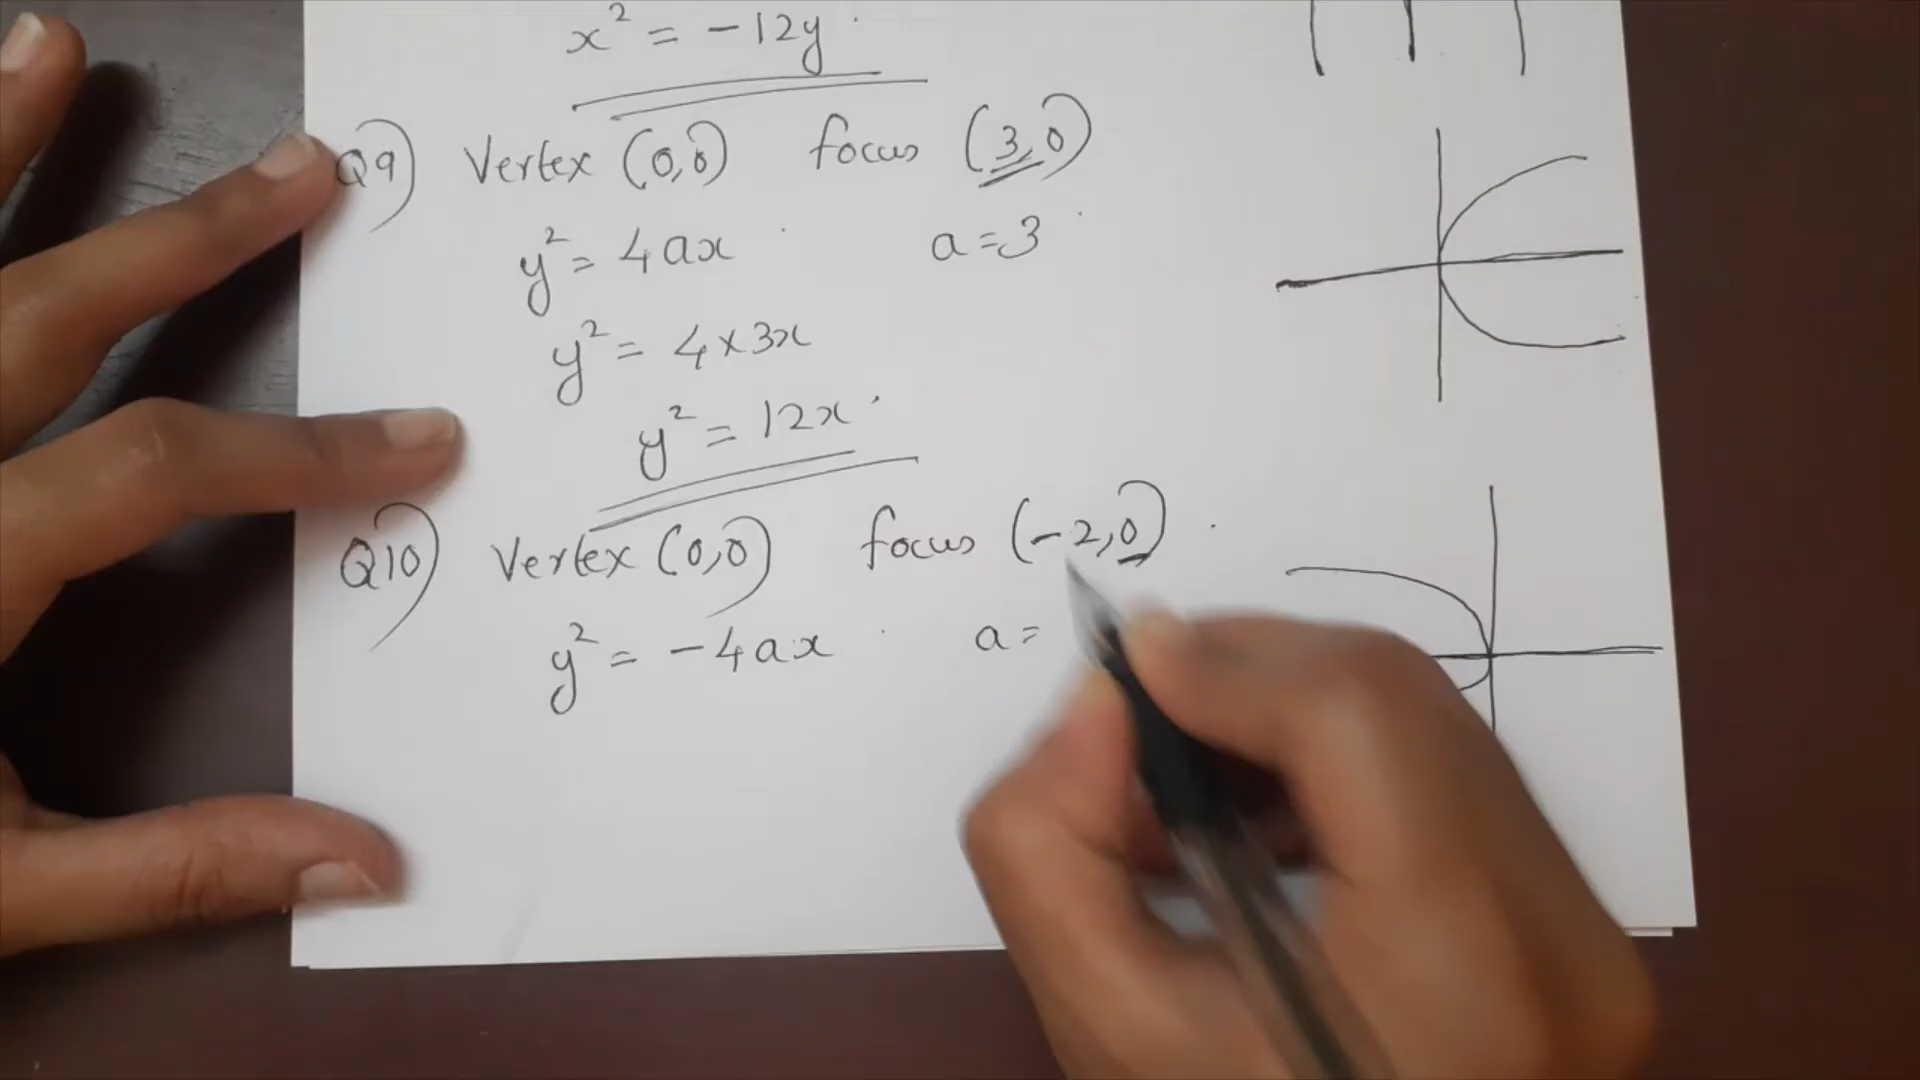 x² = -12y
Q9) Vertex (0,0) focus (3,0)
y² = 4ax a=3
y² = 4×3x
y² = 12x
Q10) Vertex (0,0) focus (-2,0)
y² = -4ax a=